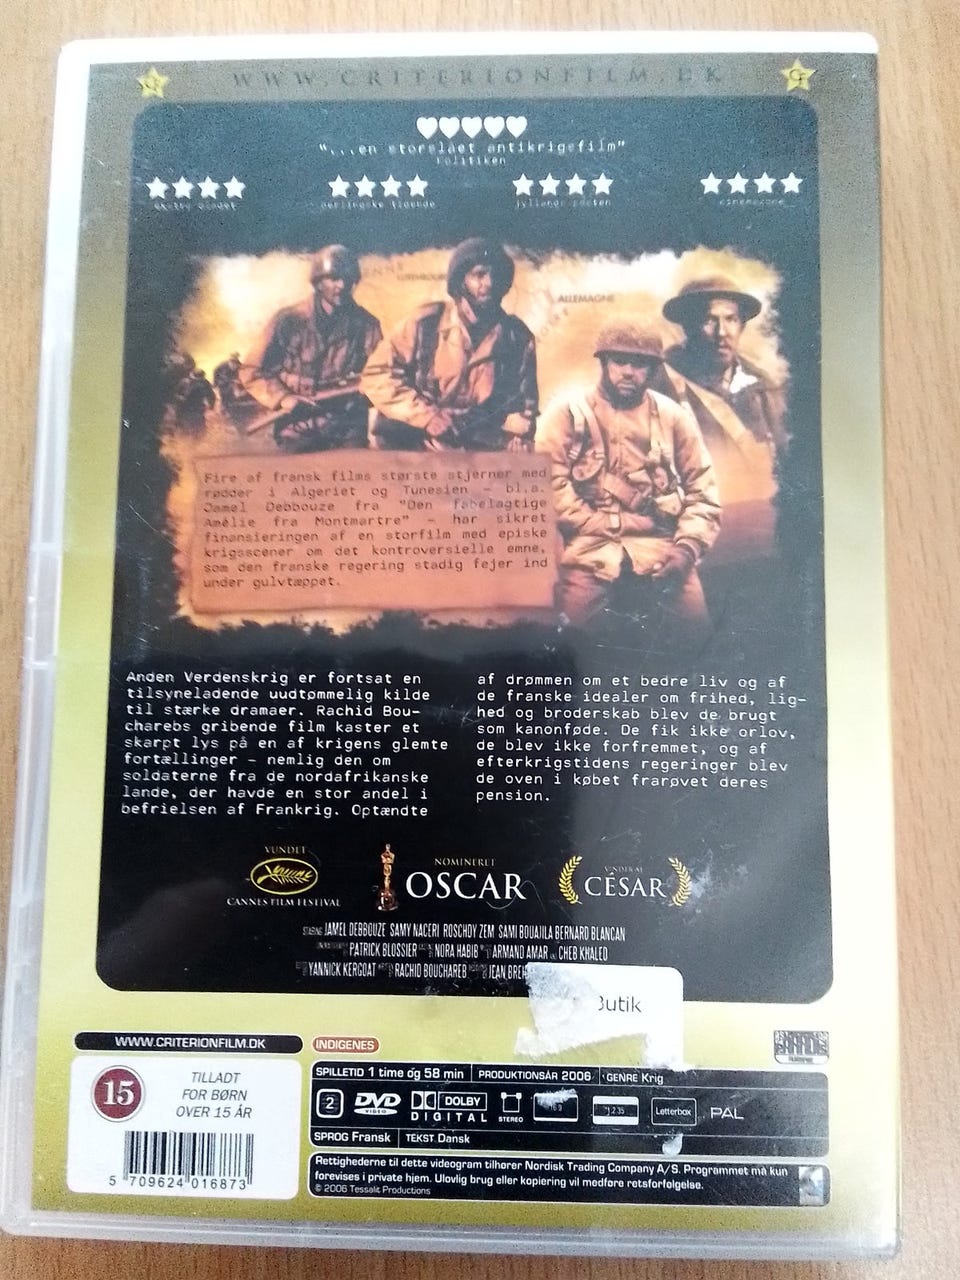 WWW.CRITERIONFILM.DK
"...en storslået antikrigsfilm"
Politiken
ekstra bladet
berlingske tidende
jyllands posten
cinemazone
LUXEMBOURG
ALLEMAGNE
Fire af fransk films største stjerner med
rødder i Algeriet og Tunesien - bl.a.
Jamel Debbouze fra "Den fabelagtige
Amélie fra Montmartre" - har sikret
finansieringen af en storfilm med episke
krigsscener om det kontroversielle emne,
som den franske regering stadig fejer ind
under gulvtæppet.
Anden Verdenskrig er fortsat en
tilsyneladende uudtømmelig kilde
til stærke dramaer. Rachid Bou-
charebs gribende film kaster et
skarpt lys på en af krigens glemte
fortællinger - nemlig den om
soldaterne fra de nordafrikanske
lande, der havde en stor andel i
befrielsen af Frankrig. Optændte
af drømmen om et bedre liv og af
de franske idealer om frihed, lig-
hed og broderskab blev de brugt
som kanonføde. De fik ikke orlov,
de blev ikke forfremmet, og af
efterkrigstidens regeringer blev
de oven i købet frarøvet deres
pension.
VUNDET
CANNES FILM FESTIVAL
NOMINERET
OSCAR
VINDER AF
CÉSAR
JAMEL DEBBOUZE SAMY NACERI ROSCHDY ZEM SAMI BOUAJILA BERNARD BLANCAN
PATRICK BLOSSIER NORA HABIB ARMAND AMAR CHEB KHALED
YANNICK KERGOAT RACHID BOUCHAREB JEAN
Butik
WWW.CRITERIONFILM.DK
INDIGENES
15
TILLADT
FOR BØRN
OVER 15 ÅR
5 709624 016873
SPILLETID 1 time og 58 min PRODUKTIONSÅR 2006 GENRE Krig
2 DVD VIDEO DOLBY DIGITAL STEREO 16:9 1:2.35 Letterbox PAL
SPROG Fransk TEKST Dansk
Rettighederne til dette videogram tilhører Nordisk Trading Company A/S. Programmet må kun
forevises i private hjem. Ulovlig brug eller kopiering vil medføre retsforfølgelse.
© 2006 Tessalit Productions